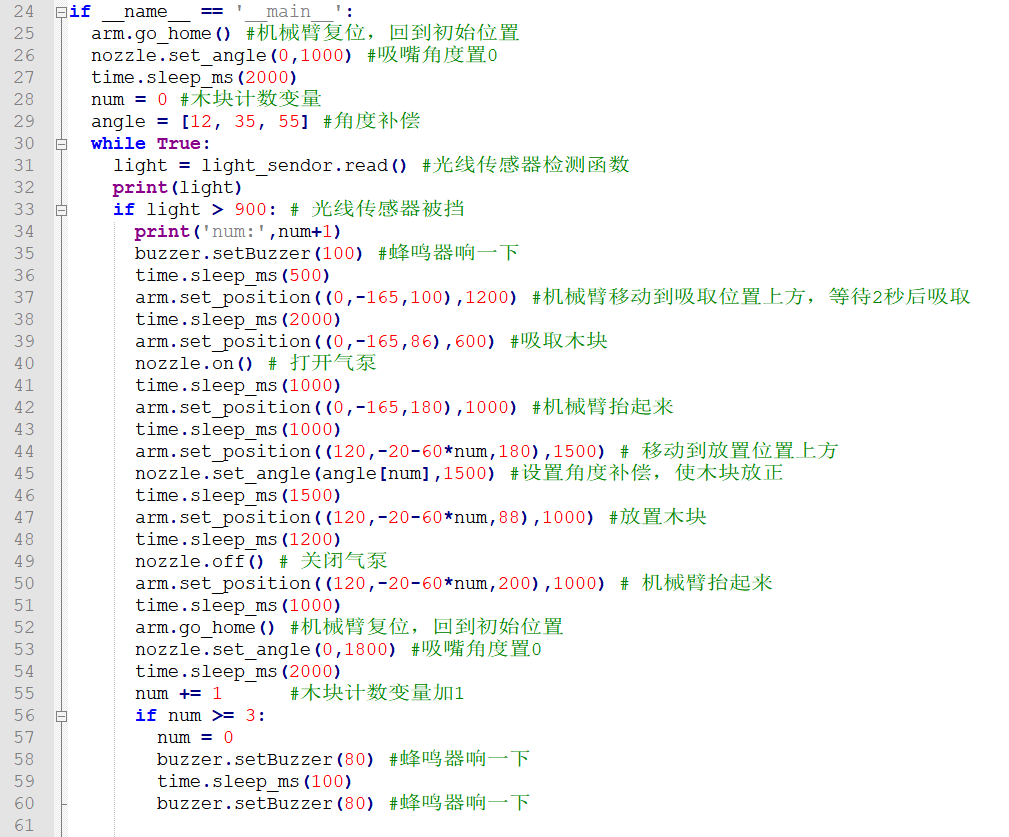 24 if __name__ == '__main__':
25   arm.go_home() #机械臂复位，回到初始位置
26   nozzle.set_angle(0,1000) #吸嘴角度置0
27   time.sleep_ms(2000)
28   num = 0 #木块计数变量
29   angle = [12, 35, 55] #角度补偿
30   while True:
31     light = light_sendor.read() #光线传感器检测函数
32     print(light)
33     if light > 900: # 光线传感器被挡
34       print('num:',num+1)
35       buzzer.setBuzzer(100) #蜂鸣器响一下
36       time.sleep_ms(500)
37       arm.set_position((0,-165,100),1200) #机械臂移动到吸取位置上方，等待2秒后吸取
38       time.sleep_ms(2000)
39       arm.set_position((0,-165,86),600) #吸取木块
40       nozzle.on() # 打开气泵
41       time.sleep_ms(1000)
42       arm.set_position((0,-165,180),1000) #机械臂抬起来
43       time.sleep_ms(1000)
44       arm.set_position((120,-20-60*num,180),1500) # 移动到放置位置上方
45       nozzle.set_angle(angle[num],1500) #设置角度补偿，使木块放正
46       time.sleep_ms(1500)
47       arm.set_position((120,-20-60*num,88),1000) #放置木块
48       time.sleep_ms(1200)
49       nozzle.off() # 关闭气泵
50       arm.set_position((120,-20-60*num,200),1000) # 机械臂抬起来
51       time.sleep_ms(1000)
52       arm.go_home() #机械臂复位，回到初始位置
53       nozzle.set_angle(0,1800) #吸嘴角度置0
54       time.sleep_ms(2000)
55       num += 1      #木块计数变量加1
56       if num >= 3:
57         num = 0
58         buzzer.setBuzzer(80) #蜂鸣器响一下
59         time.sleep_ms(100)
60         buzzer.setBuzzer(80) #蜂鸣器响一下
61